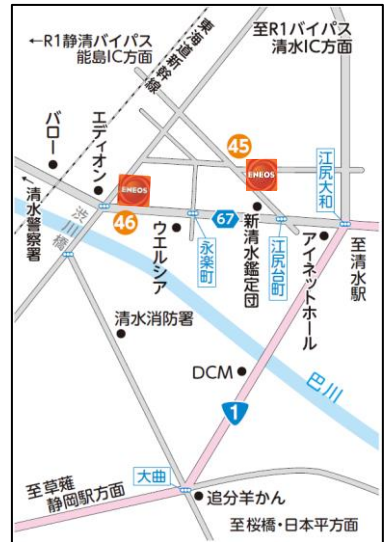 ←R1静清バイパス
能島IC方面
東海道新幹線
至R1バイパス
清水IC方面
バロー
エディオン
45
ENEOS
ENEOS
江尻大和
←清水警察署
渋川橋
46
ウエルシア
永楽町
67
新清水鑑定団
江尻台町
アイネットホール
至清水駅
清水消防署
DCM
巴川
1
至草薙
静岡駅方面
大曲
追分羊かん
至桜橋・日本平方面